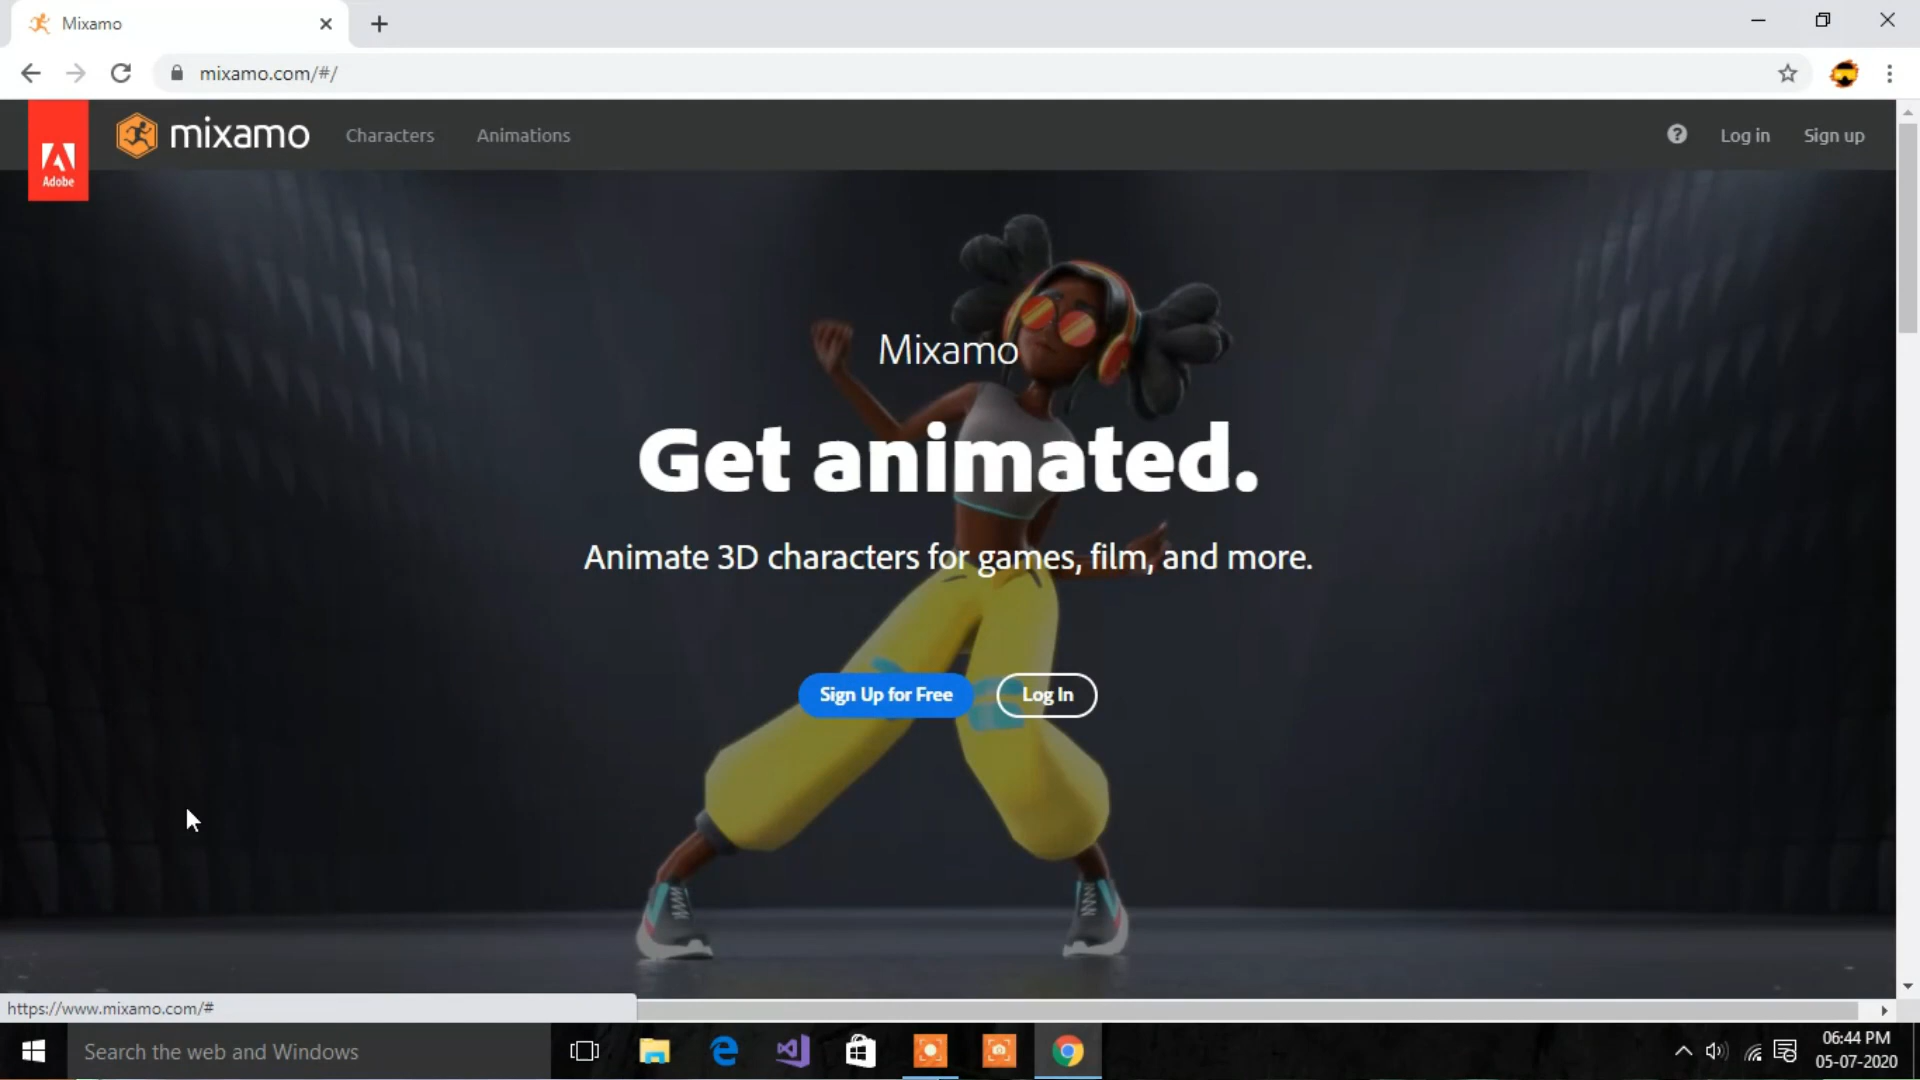 Mixamo
mixamo.com/#/
Adobe
mixamo
Characters
Animations
Log in
Sign up
Mixamo
Get animated.
Animate 3D characters for games, film, and more.
Sign Up for Free
Log In
https://www.mixamo.com/#
Search the web and Windows
06:44 PM
05-07-2020